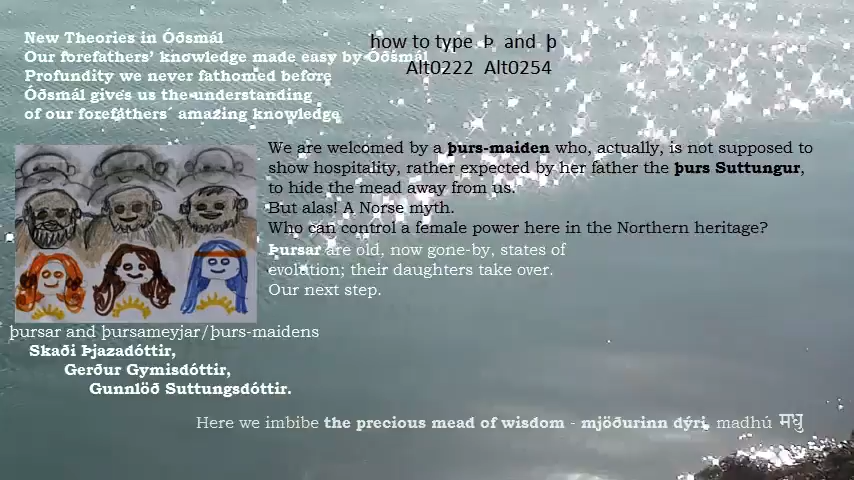 New Theories in Óðsmál
Our forefathers’ knowledge made easy by Óðsmál
Profundity we never fathomed before
Óðsmál gives us the understanding
of our forefathers´ amazing knowledge
how to type Þ and þ
Alt0222 Alt0254
We are welcomed by a þurs-maiden who, actually, is not supposed to
show hospitality, rather expected by her father the þurs Suttungur,
to hide the mead away from us.
But alas! A Norse myth.
Who can control a female power here in the Northern heritage?
Þursar are old, now gone-by, states of
evolution; their daughters take over.
Our next step.
þursar and þursameyjar/þurs-maidens
Skaði Þjazadóttir,
Gerður Gymisdóttir,
Gunnlöð Suttungsdóttir.
Here we imbibe the precious mead of wisdom - mjöðurinn dýri, madhú मधु